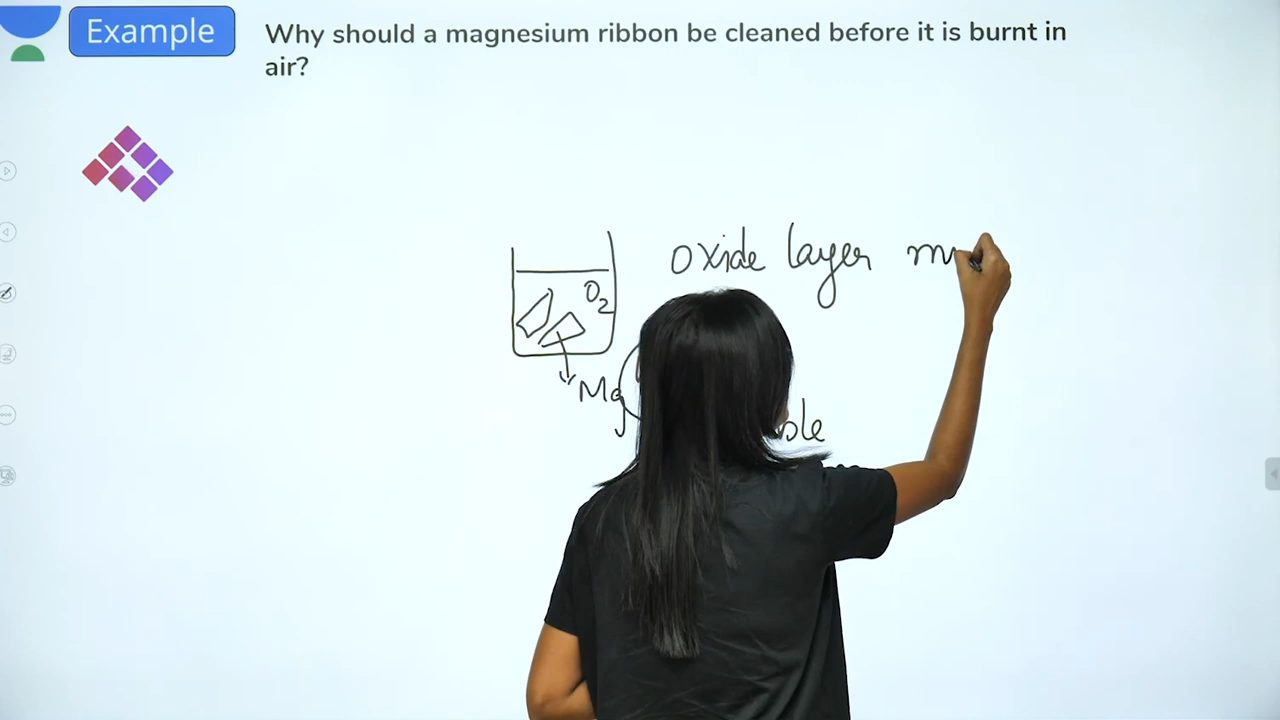 Example
Why should a magnesium ribbon be cleaned before it is burnt in
air?
oxide layer
O2
Mg